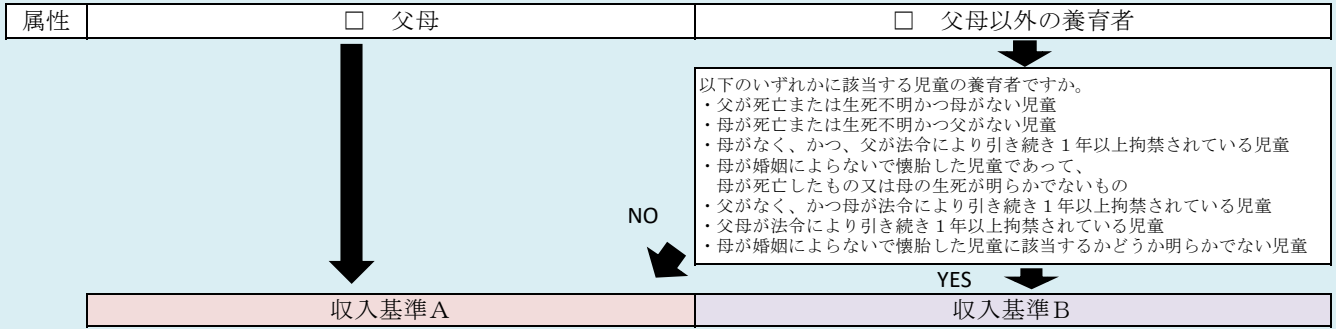 属性
□ 父母
□ 父母以外の養育者
以下のいずれかに該当する児童の養育者ですか。
・父が死亡または生死不明かつ母がない児童
・母が死亡または生死不明かつ父がない児童
・母がなく、かつ、父が法令により引き続き１年以上拘禁されている児童
・母が婚姻によらないで懐胎した児童であって、
母が死亡したもの又は母の生死が明らかでないもの
・父がなく、かつ母が法令により引き続き１年以上拘禁されている児童
・父母が法令により引き続き１年以上拘禁されている児童
・母が婚姻によらないで懐胎した児童に該当するかどうか明らかでない児童
NO
YES
収入基準Ａ
収入基準Ｂ